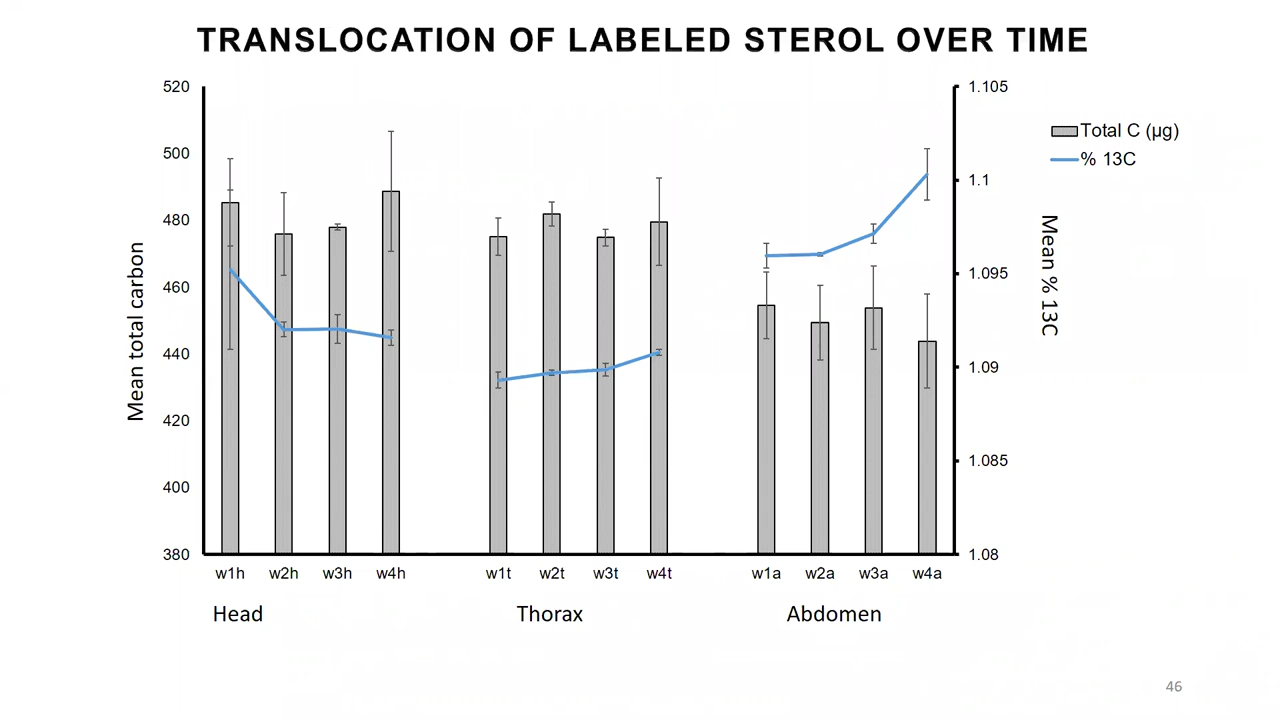 TRANSLOCATION OF LABELED STEROL OVER TIME
520
500
480
460
440
420
400
380
Mean total carbon
1.105
1.1
1.095
1.09
1.085
1.08
Mean % 13C
Total C (µg)
% 13C
w1h w2h w3h w4h w1t w2t w3t w4t w1a w2a w3a w4a
Head Thorax Abdomen
46